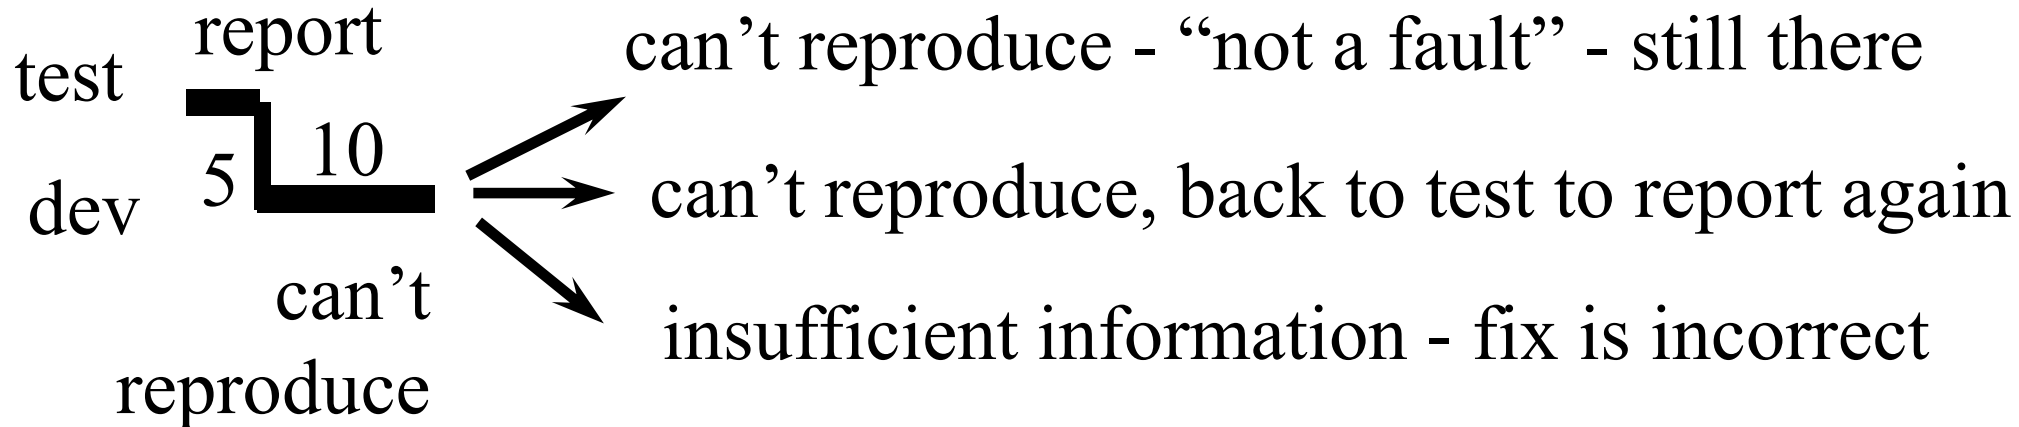 report
test
can’t reproduce - “not a fault” - still there
10
5
dev
can’t reproduce, back to test to report again
can’t
reproduce
insufficient information - fix is incorrect